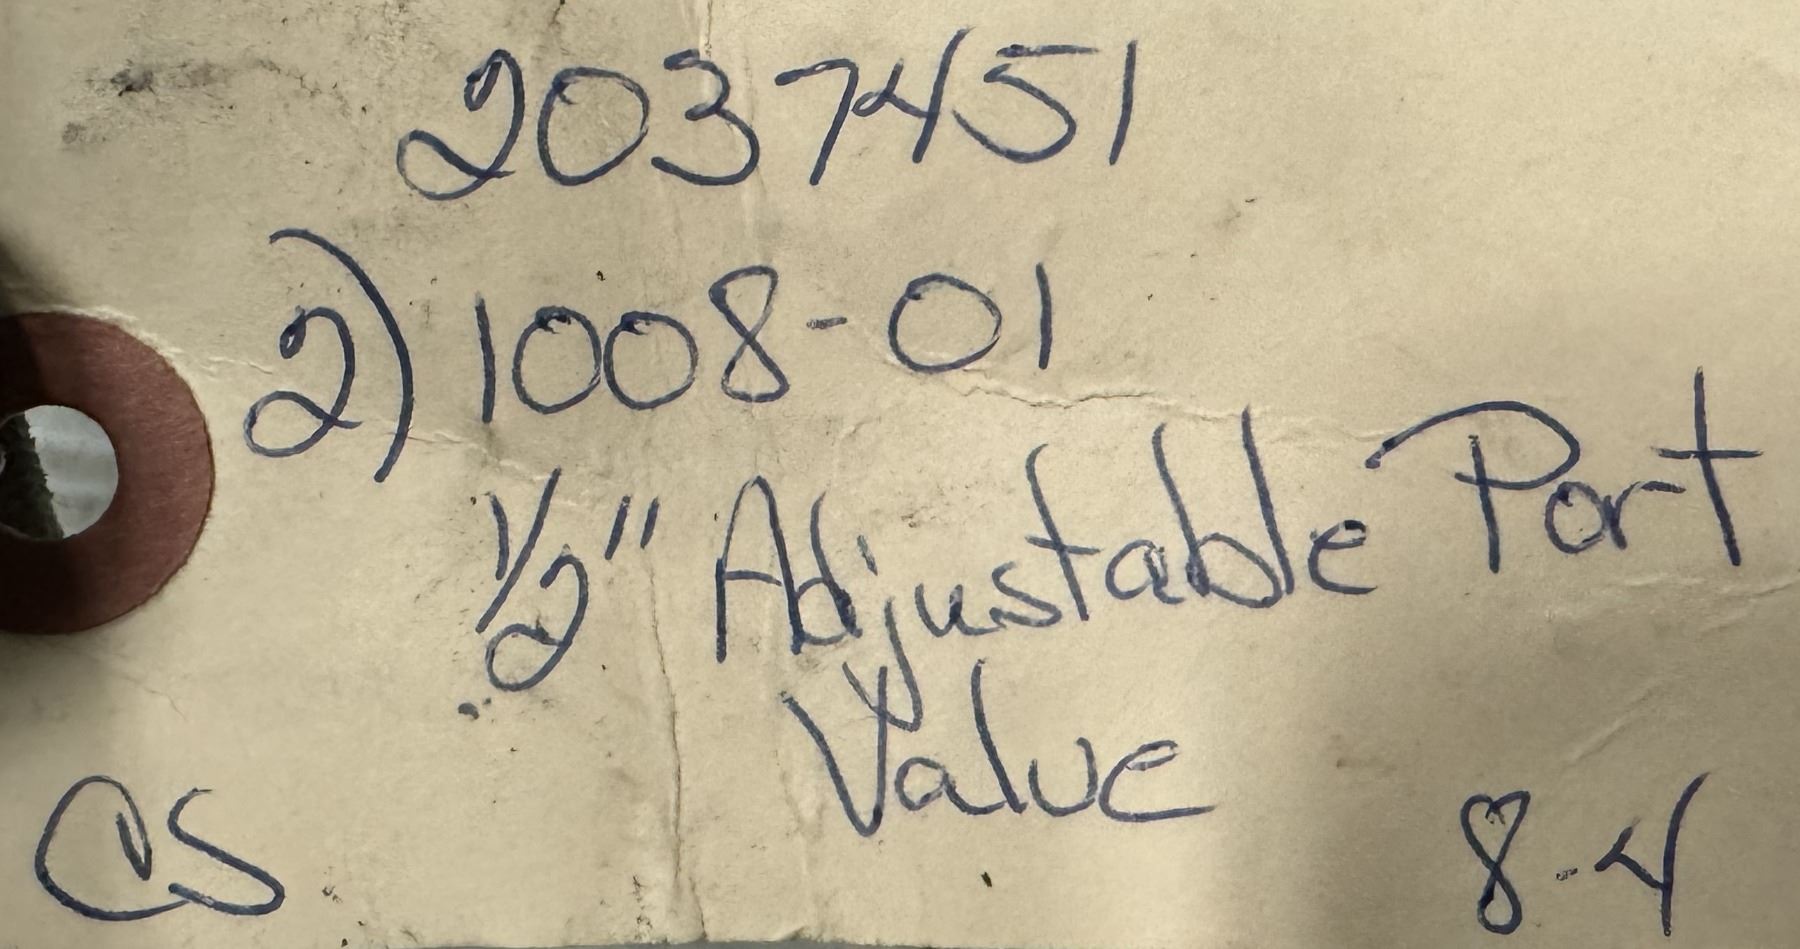 2037451
2) 1008-01
1/2" Adjustable Port
Valve
CS
8-4